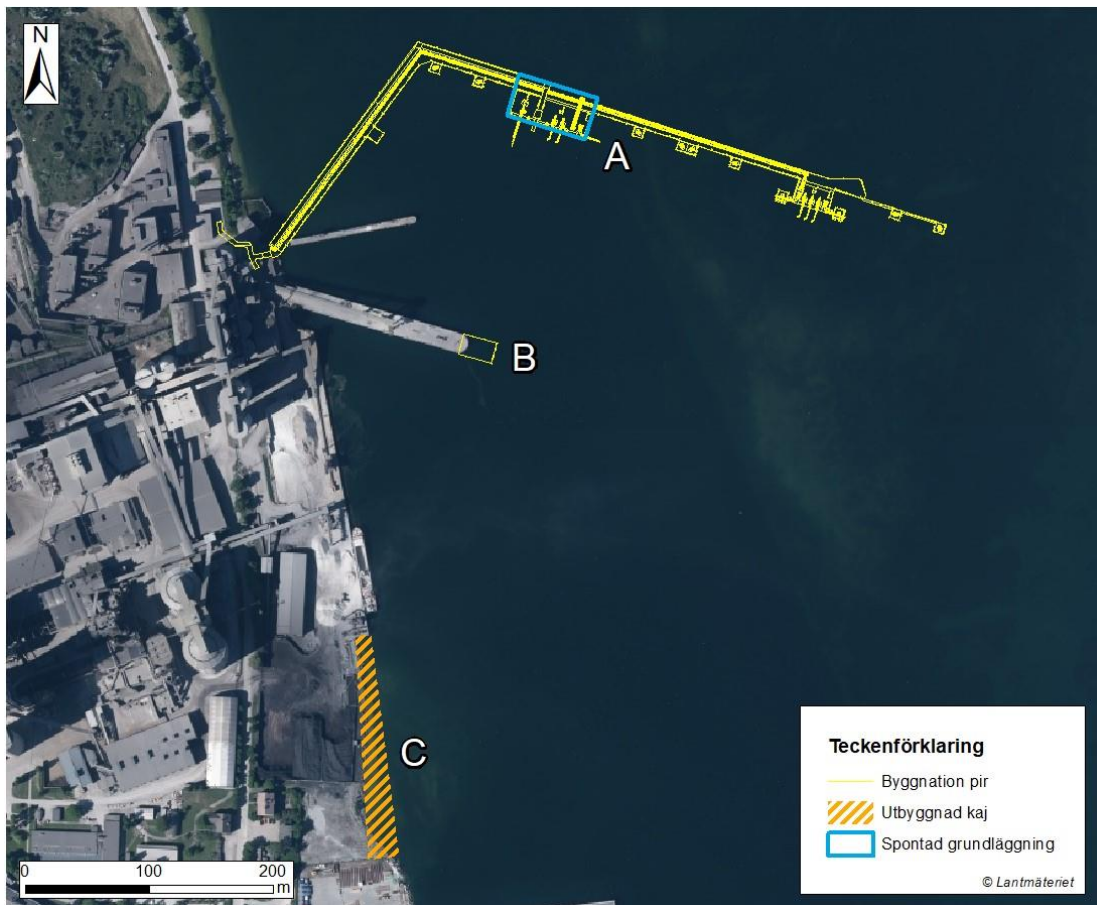 N
A
B
C
0 100 200
m
Teckenförklaring
Byggnation pir
Utbyggnad kaj
Spontad grundläggning
© Lantmäteriet